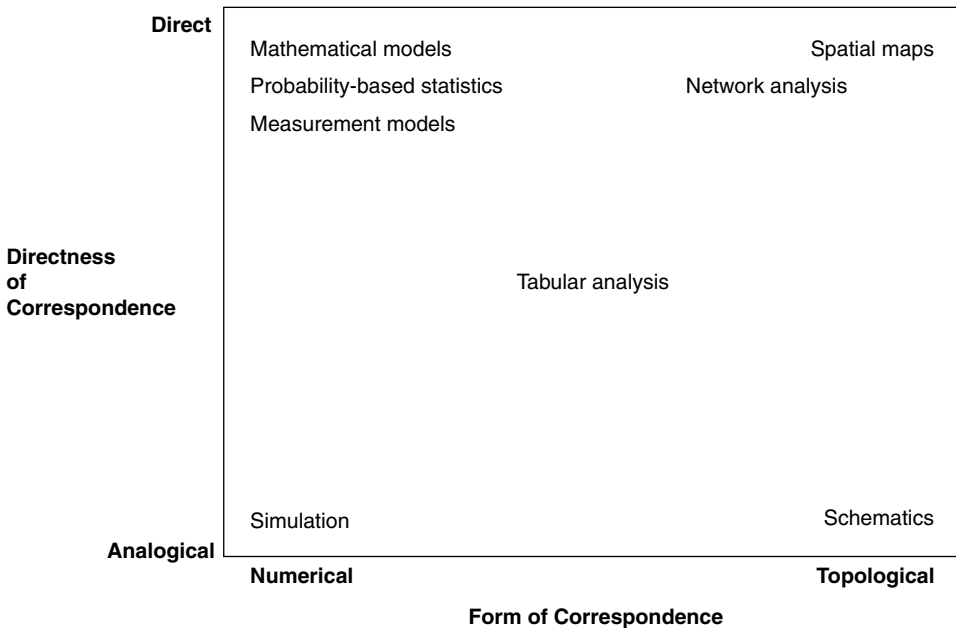 Direct
Mathematical models
Spatial maps
Probability-based statistics
Network analysis
Measurement models
Directness
of
Correspondence
Tabular analysis
Simulation
Schematics
Analogical
Numerical
Topological
Form of Correspondence